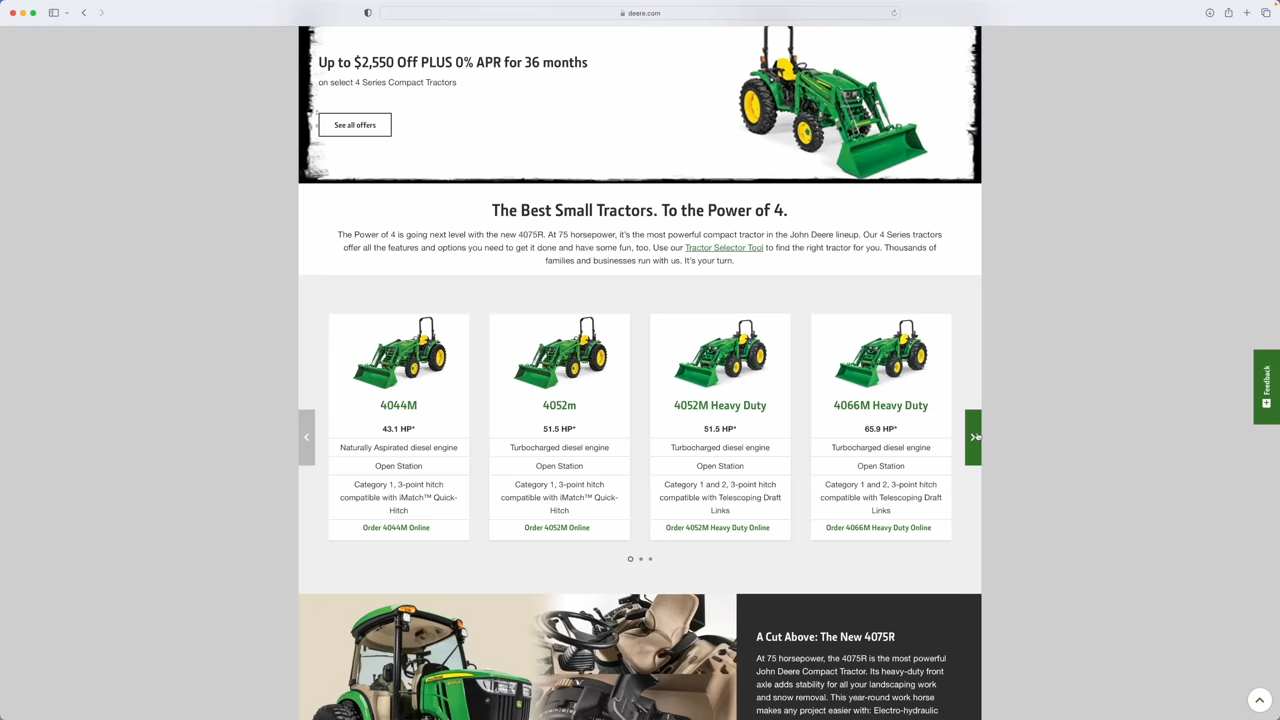 deere.com
Up to $2,550 Off PLUS 0% APR for 36 months
on select 4 Series Compact Tractors
See all offers
The Best Small Tractors. To the Power of 4.
The Power of 4 is going next level with the new 4075R. At 75 horsepower, it's the most powerful compact tractor in the John Deere lineup. Our 4 Series tractors
offer all the features and options you need to get it done and have some fun, too. Use our Tractor Selector Tool to find the right tractor for you. Thousands of
families and businesses run with us. It's your turn.
4044M
43.1 HP*
Naturally Aspirated diesel engine
Open Station
Category 1, 3-point hitch
compatible with iMatch™ Quick-
Hitch
Order 4044M Online
4052m
51.5 HP*
Turbocharged diesel engine
Open Station
Category 1, 3-point hitch
compatible with iMatch™ Quick-
Hitch
Order 4052M Online
4052M Heavy Duty
51.5 HP*
Turbocharged diesel engine
Open Station
Category 1 and 2, 3-point hitch
compatible with Telescoping Draft
Links
Order 4052M Heavy Duty Online
4066M Heavy Duty
65.9 HP*
Turbocharged diesel engine
Open Station
Category 1 and 2, 3-point hitch
compatible with Telescoping Draft
Links
Order 4066M Heavy Duty Online
Feedback
A Cut Above: The New 4075R
At 75 horsepower, the 4075R is the most powerful
John Deere Compact Tractor. Its heavy-duty front
axle adds stability for all your landscaping work
and snow removal. This year-round work horse
makes any project easier with: Electro-hydraulic